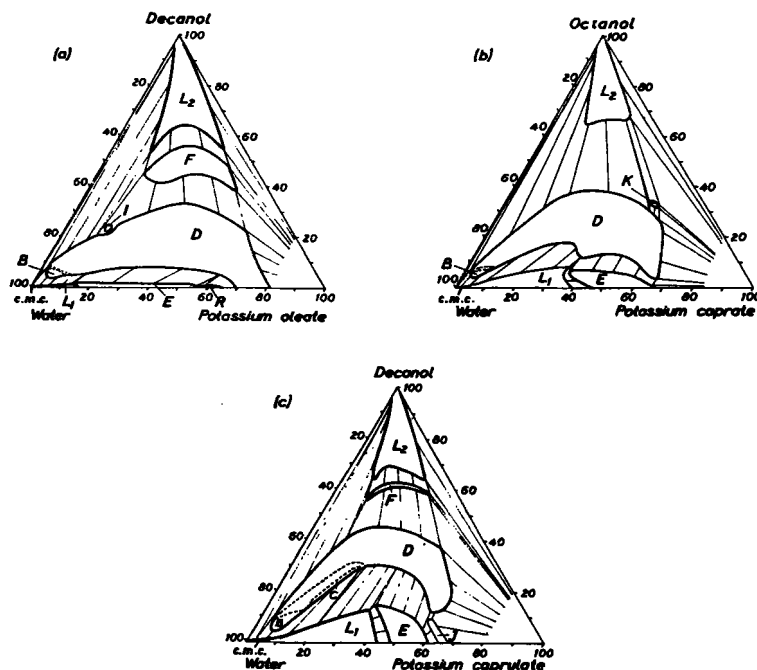 Decanol
(a)
100
20
80
L2
40
60
F
60
40
I
80
20
D
B
100
c.m.c.
Water
L1
20
40
E
60
R
80
100
Potassium oleate
Octanol
(b)
100
20
80
L2
40
60
K
60
40
D
80
20
B
100
c.m.c.
Water
20
L1
40
E
60
80
100
Potassium caprate
Decanol
(c)
100
20
80
L2
40
60
F
60
40
D
80
20
C
100
c.m.c.
Water
20
L1
40
E
60
80
100
Potassium caprylate